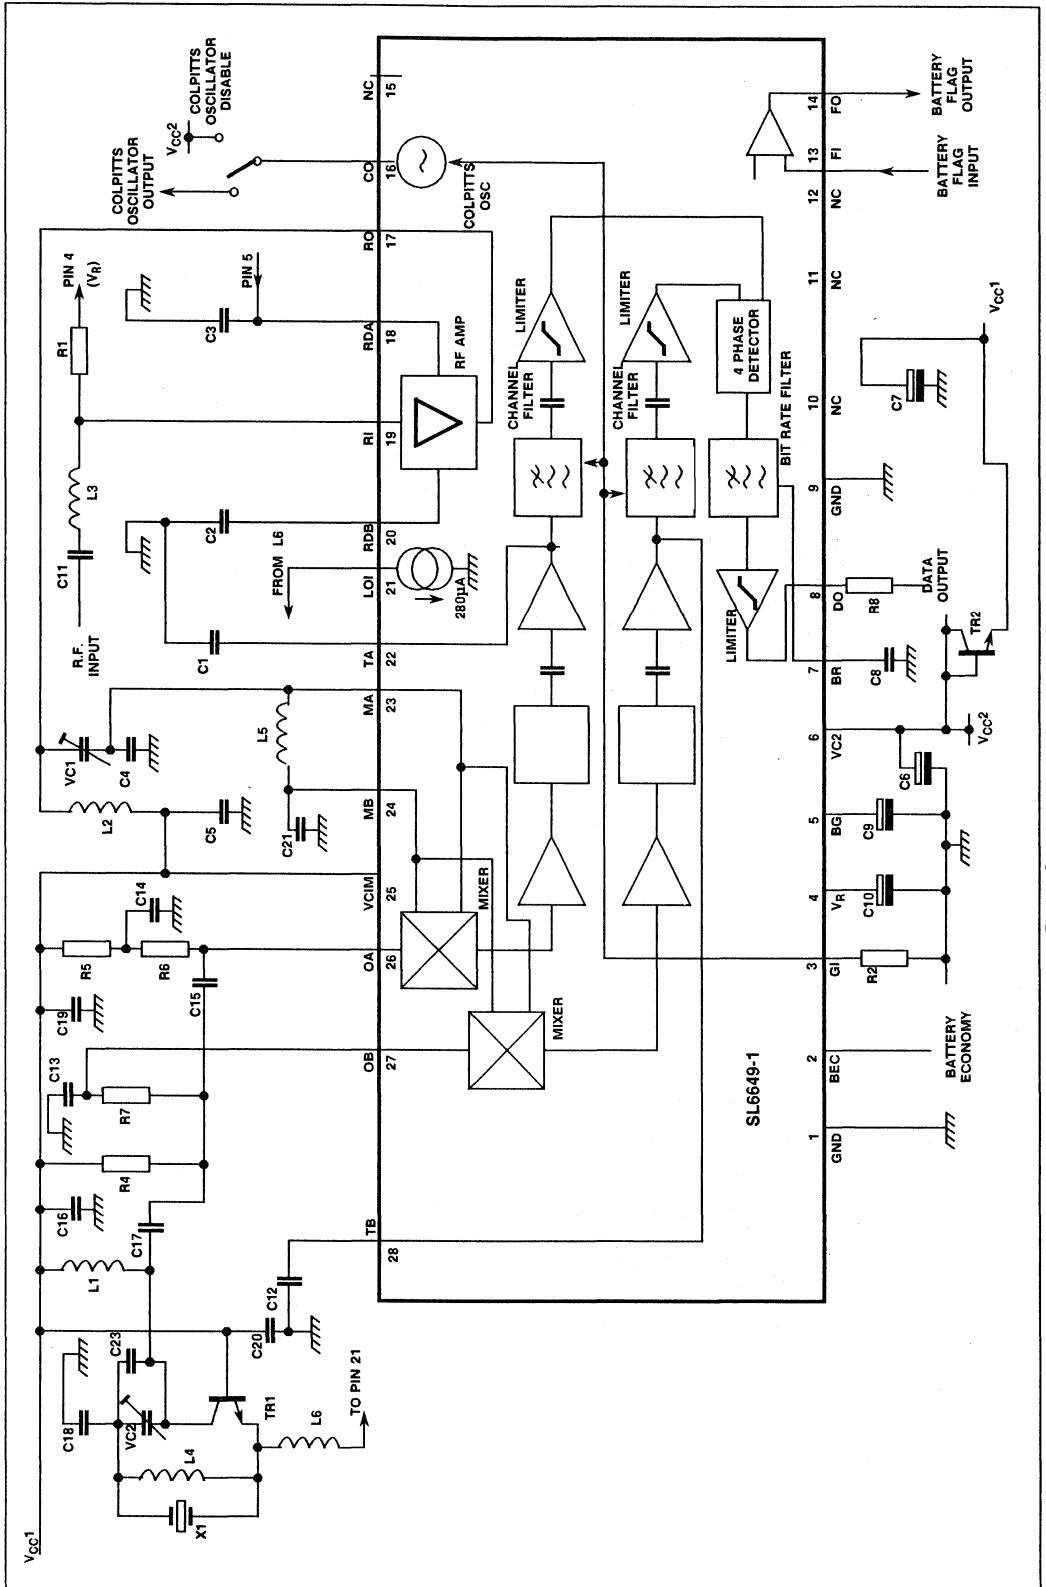 VCC1
X1
L4
C18
VC2
C23
TR1
L6
TO PIN 21
C20
C12
L1
C17
C16
R4
R7
C13
C19
C15
R5
R6
C14
L2
C5
VC1
C4
L5
C21
R.F.
INPUT
C11
L3
R1
PIN 4
(VR)
C1
C2
C3
FROM L6
PIN 5
COLPITTS
OSCILLATOR
OUTPUT
VCC2
COLPITTS
OSCILLATOR
DISABLE
TB
28
OB
27
OA
26
VCIM
25
MB
24
MA
23
TA
22
LOI
21
RDB
20
RI
19
RDA
18
RO
17
CO
16
NC
15
280µA
RF AMP
COLPITTS
OSC
MIXER
MIXER
CHANNEL
FILTER
LIMITER
CHANNEL
FILTER
LIMITER
4 PHASE
DETECTOR
BIT RATE FILTER
LIMITER
SL6649-1
1
GND
2
BEC
3
GI
4
VR
5
BG
6
VC2
7
BR
8
DO
9
GND
10
NC
11
NC
12
NC
13
FI
14
FO
BATTERY
ECONOMY
R2
C10
C9
C6
VCC2
C8
TR2
R8
DATA
OUTPUT
C7
VCC1
BATTERY
FLAG
INPUT
BATTERY
FLAG
OUTPUT